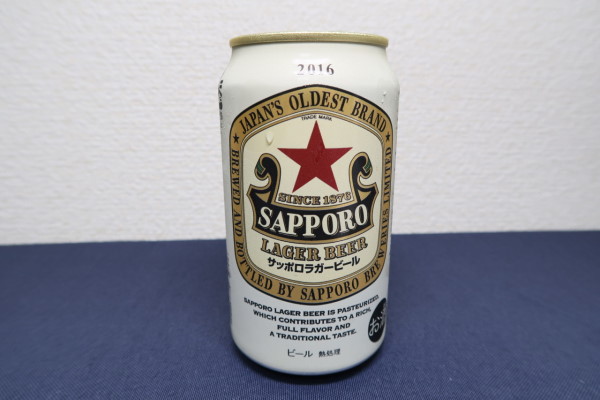 2016
JAPAN'S OLDEST BRAND
TRADE MARK
SINCE 1876
SAPPORO
LAGER BEER
サッポロラガービール
BREWED AND BOTTLED BY SAPPORO BREWERIES LIMITED
SAPPORO LAGER BEER IS PASTEURIZED,
WHICH CONTRIBUTES TO A RICH,
FULL FLAVOR AND
A TRADITIONAL TASTE.
ビール 熱処理
お酒